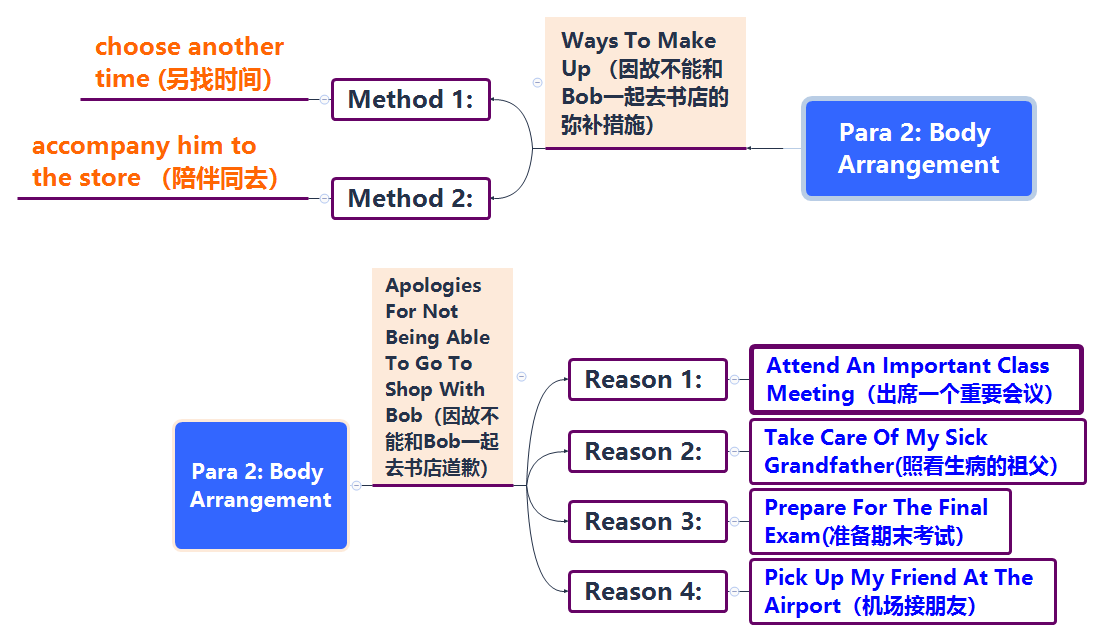 choose another
time (另找时间）
Method 1:
accompany him to
the store （陪伴同去）
Method 2:
Ways To Make
Up （因故不能和
Bob一起去书店的
弥补措施）
Para 2: Body
Arrangement
Para 2: Body
Arrangement
Apologies
For Not
Being Able
To Go To
Shop With
Bob（因故不
能和Bob一起
去书店道歉）
Reason 1:
Attend An Important Class
Meeting（出席一个重要会议）
Reason 2:
Take Care Of My Sick
Grandfather(照看生病的祖父）
Reason 3:
Prepare For The Final
Exam(准备期末考试）
Reason 4:
Pick Up My Friend At The
Airport（机场接朋友）